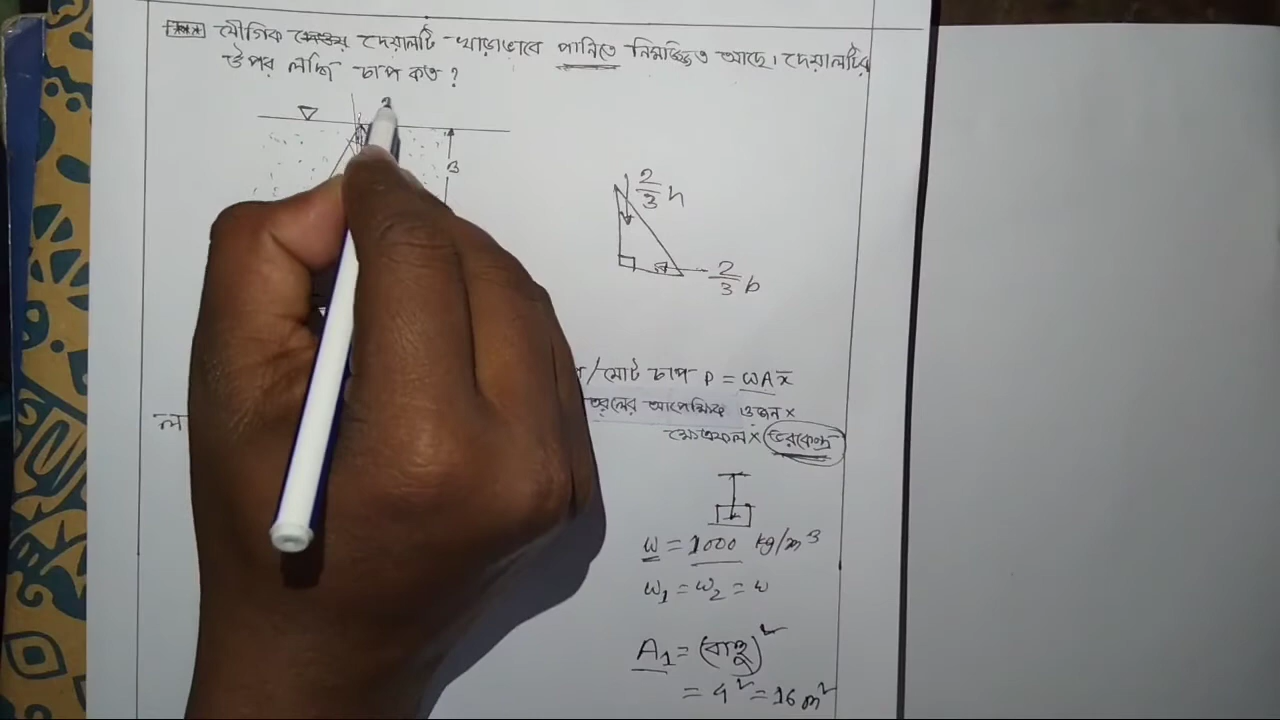 যৌগিক দেয়ালটি খাড়াভাবে পানিতে নিমজ্জিত আছে। দেয়ালটির
উপর লব্ধি চাপ কত ?
2
3
2/3 h
2/3 b
/মোট চাপ P = ωAx̄
তরলের আপেক্ষিক ওজন ×
ক্ষেত্রফল × ভরকেন্দ্র
ল
ω = 1000 kg/m³
ω₁ = ω₂ = ω
A₁ = (বাহু)²
= 4² = 16 m²